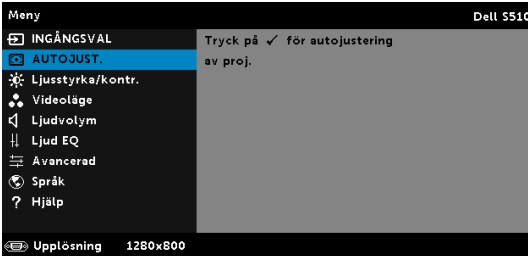 Meny Dell S510
INGÅNGSVAL
AUTOJUST.
Ljusstyrka/kontr.
Videoläge
Ljudvolym
Ljud EQ
Avancerad
Språk
? Hjälp
Tryck på ✓ för autojustering
av proj.
Upplösning 1280x800